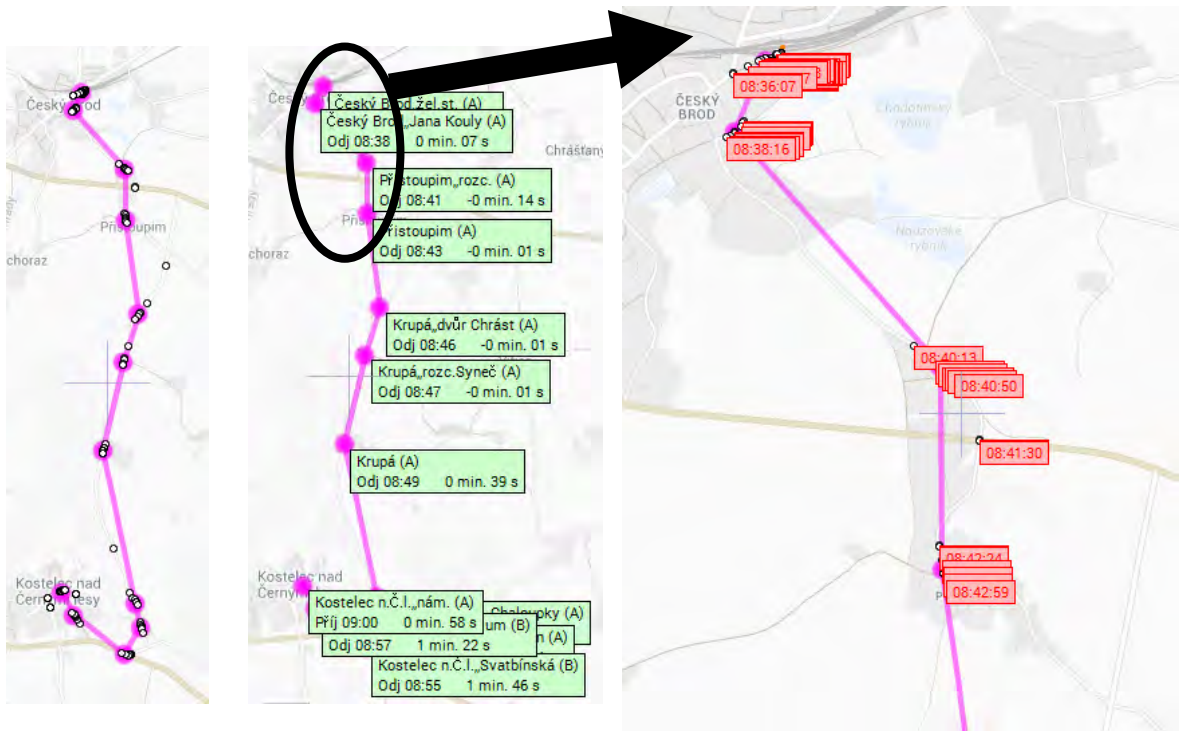 Český Brod
Přistoupim
choraz
Kostelec nad
Černými lesy
Český Brod,žel.st. (A)
Český Brod,,Jana Kouly (A)
Odj 08:38 0 min. 07 s
Chrášťany
Přistoupim,,rozc. (A)
Odj 08:41 -0 min. 14 s
Přistoupim (A)
Odj 08:43 -0 min. 01 s
choraz
Krupá,,dvůr Chrást (A)
Odj 08:46 -0 min. 01 s
Krupá,,rozc.Syneč (A)
Odj 08:47 -0 min. 01 s
Krupá (A)
Odj 08:49 0 min. 39 s
Kostelec nad
Kostelec n.Č.l.,,nám. (A)
Příj 09:00 0 min. 58 s
Odj 08:57 1 min. 22 s
Kostelec n.Č.l.,,Svatbínská (B)
Odj 08:55 1 min. 46 s
08:36:07
ČESKÝ
BROD
08:38:16
08:40:13
08:40:50
08:41:30
08:42:24
08:42:59